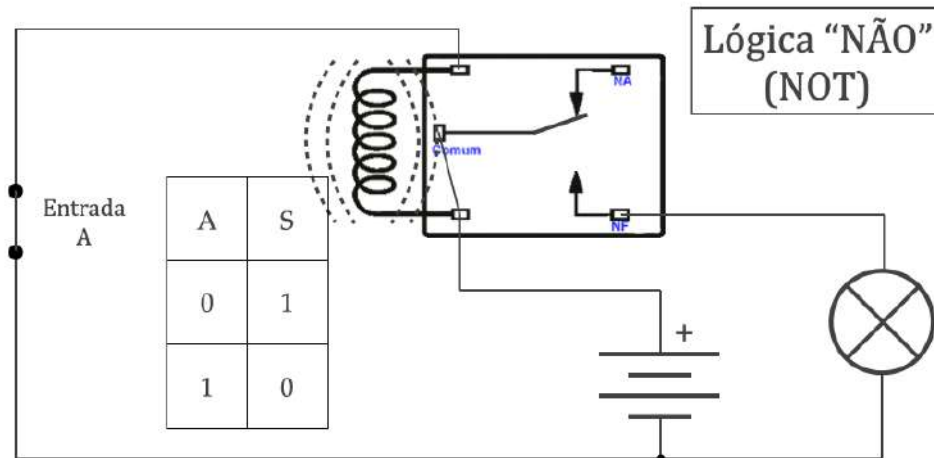 Lógica “NÃO”
(NOT)
NA
Comum
NF
Entrada
A
A S
0 1
1 0
+